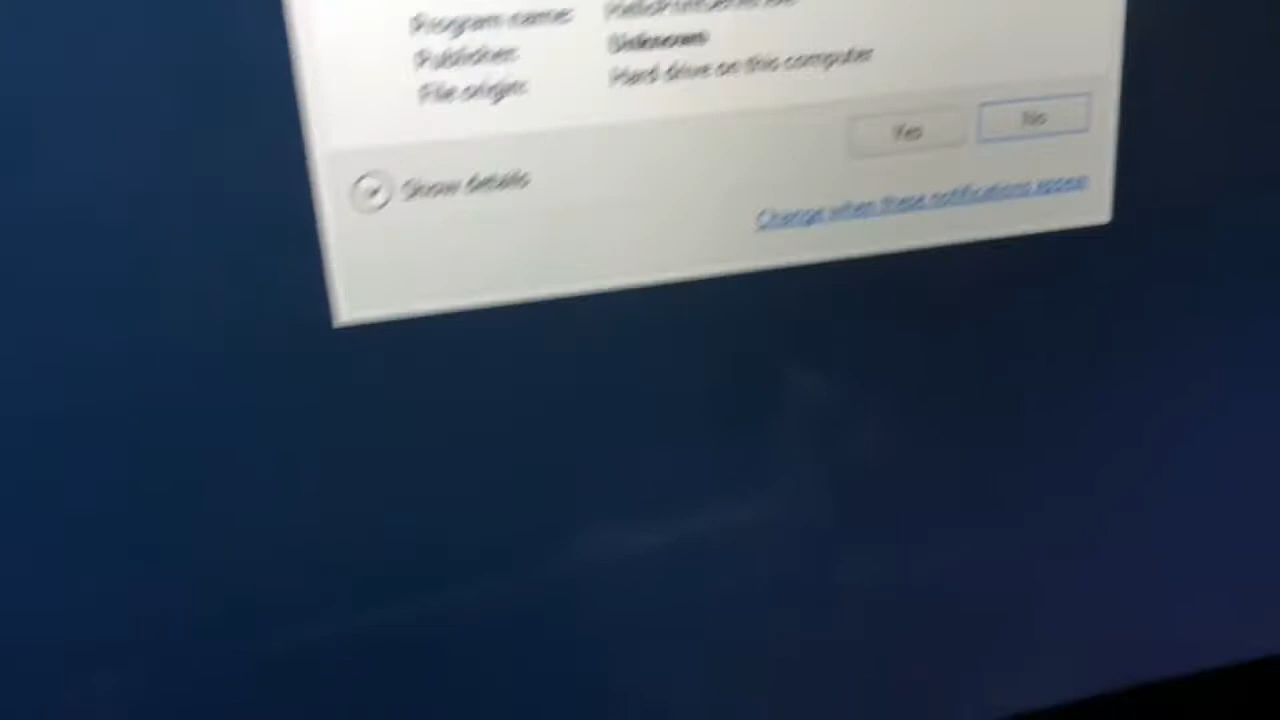 Program name:
Publisher: Unknown
File origin: Hard drive on this computer
Yes No
Show details
Change when these notifications appear